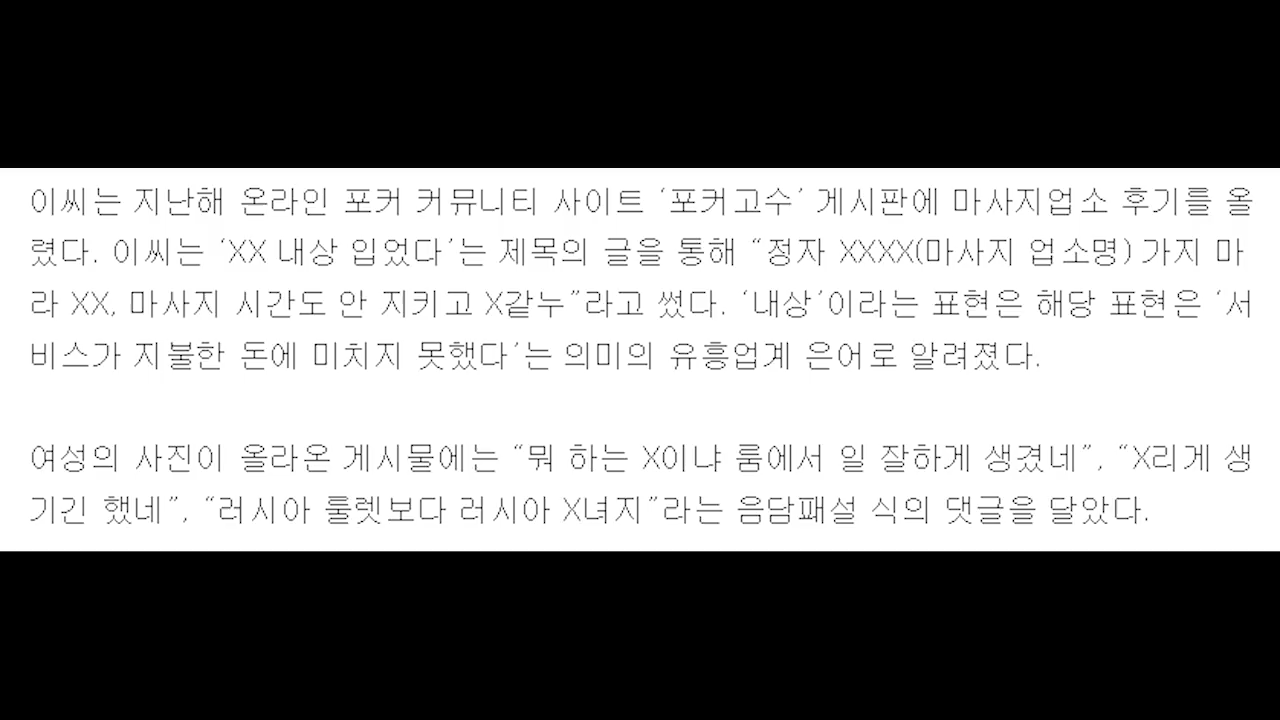 이씨는 지난해 온라인 포커 커뮤니티 사이트 ‘포커고수’ 게시판에 마사지업소 후기를 올
렸다. 이씨는 ‘XX 내상 입었다’는 제목의 글을 통해 “정자 XXXX(마사지 업소명) 가지 마
라 XX, 마사지 시간도 안 지키고 X같누”라고 썼다. ‘내상’이라는 표현은 해당 표현은 ‘서
비스가 지불한 돈에 미치지 못했다’는 의미의 유흥업계 은어로 알려졌다.
여성의 사진이 올라온 게시물에는 “뭐 하는 X이냐 룸에서 일 잘하게 생겼네”, “X리게 생
기긴 했네”, “러시아 룰렛보다 러시아 X녀지”라는 음담패설 식의 댓글을 달았다.